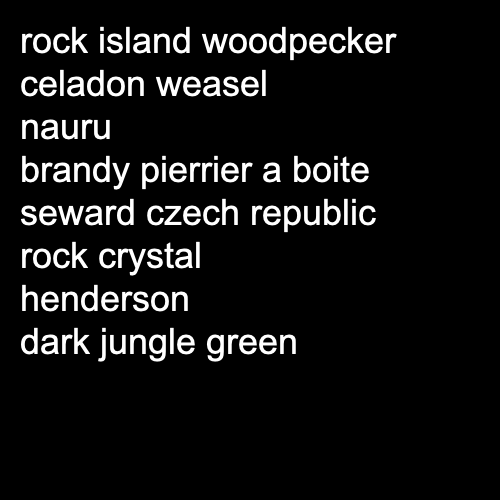 rock island woodpecker
celadon weasel
nauru
brandy pierrier a boite
seward czech republic
rock crystal
henderson
dark jungle green